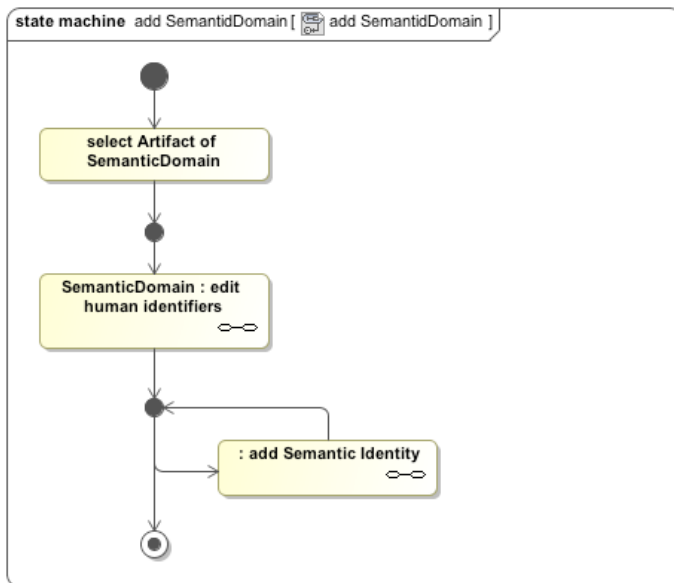 state machine add SemantidDomain [ add SemantidDomain ]
select Artifact of
SemanticDomain
SemanticDomain : edit
human identifiers
: add Semantic Identity